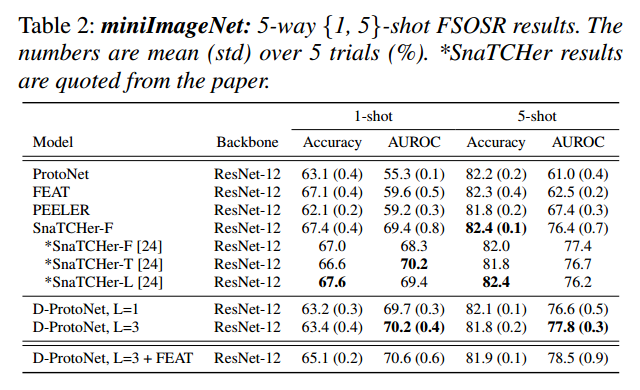 Table 2: miniImageNet: 5-way {1, 5}-shot FSOSR results. The
numbers are mean (std) over 5 trials (%). *SnaTCHer results
are quoted from the paper.
1-shot 5-shot
Model Backbone Accuracy AUROC Accuracy AUROC
ProtoNet ResNet-12 63.1 (0.4) 55.3 (0.1) 82.2 (0.2) 61.0 (0.4)
FEAT ResNet-12 67.1 (0.4) 59.6 (0.5) 82.3 (0.4) 62.5 (0.2)
PEELER ResNet-12 62.1 (0.2) 59.2 (0.3) 81.8 (0.2) 67.4 (0.3)
SnaTCHer-F ResNet-12 67.4 (0.4) 69.4 (0.8) 82.4 (0.1) 76.4 (0.7)
*SnaTCHer-F [24] ResNet-12 67.0 68.3 82.0 77.4
*SnaTCHer-T [24] ResNet-12 66.6 70.2 81.8 76.7
*SnaTCHer-L [24] ResNet-12 67.6 69.4 82.4 76.2
D-ProtoNet, L=1 ResNet-12 63.2 (0.3) 69.7 (0.3) 82.1 (0.1) 76.6 (0.5)
D-ProtoNet, L=3 ResNet-12 63.4 (0.4) 70.2 (0.4) 81.8 (0.2) 77.8 (0.3)
D-ProtoNet, L=3 + FEAT ResNet-12 65.1 (0.2) 70.6 (0.6) 81.9 (0.1) 78.5 (0.9)